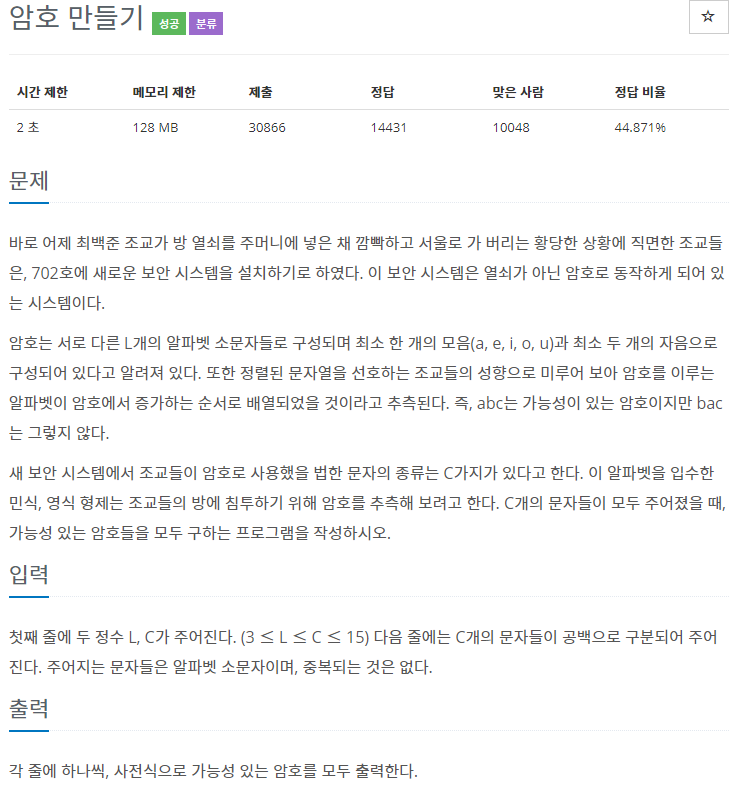 암호 만들기 성공 분류
☆
시간 제한 메모리 제한 제출 정답 맞은 사람 정답 비율
2 초 128 MB 30866 14431 10048 44.871%
문제
바로 어제 최백준 조교가 방 열쇠를 주머니에 넣은 채 깜빡하고 서울로 가 버리는 황당한 상황에 직면한 조교들
은, 702호에 새로운 보안 시스템을 설치하기로 하였다. 이 보안 시스템은 열쇠가 아닌 암호로 동작하게 되어 있
는 시스템이다.
암호는 서로 다른 L개의 알파벳 소문자들로 구성되며 최소 한 개의 모음(a, e, i, o, u)과 최소 두 개의 자음으로
구성되어 있다고 알려져 있다. 또한 정렬된 문자열을 선호하는 조교들의 성향으로 미루어 보아 암호를 이루는
알파벳이 암호에서 증가하는 순서로 배열되었을 것이라고 추측된다. 즉, abc는 가능성이 있는 암호이지만 bac
는 그렇지 않다.
새 보안 시스템에서 조교들이 암호로 사용했을 법한 문자의 종류는 C가지가 있다고 한다. 이 알파벳을 입수한
민식, 영식 형제는 조교들의 방에 침투하기 위해 암호를 추측해 보려고 한다. C개의 문자들이 모두 주어졌을 때,
가능성 있는 암호들을 모두 구하는 프로그램을 작성하시오.
입력
첫째 줄에 두 정수 L, C가 주어진다. (3 ≤ L ≤ C ≤ 15) 다음 줄에는 C개의 문자들이 공백으로 구분되어 주어
진다. 주어지는 문자들은 알파벳 소문자이며, 중복되는 것은 없다.
출력
각 줄에 하나씩, 사전식으로 가능성 있는 암호를 모두 출력한다.